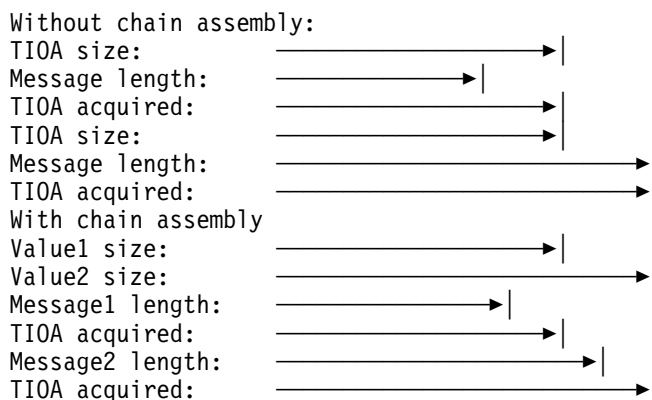 Without chain assembly:
TIOA size:
Message length:
TIOA acquired:
TIOA size:
Message length:
TIOA acquired:
With chain assembly
Value1 size:
Value2 size:
Message1 length:
TIOA acquired:
Message2 length:
TIOA acquired: